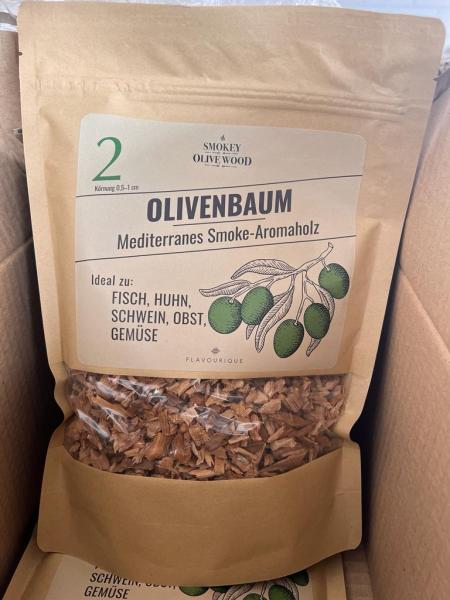 2
Körnung 0,5–1 cm
SMOKEY
OLIVE WOOD
OLIVENBAUM
Mediterranes Smoke-Aromaholz
Ideal zu:
FISCH, HUHN,
SCHWEIN, OBST,
GEMÜSE
FLAVOURIQUE
SCHWEIN, OBST,
GEMÜSE